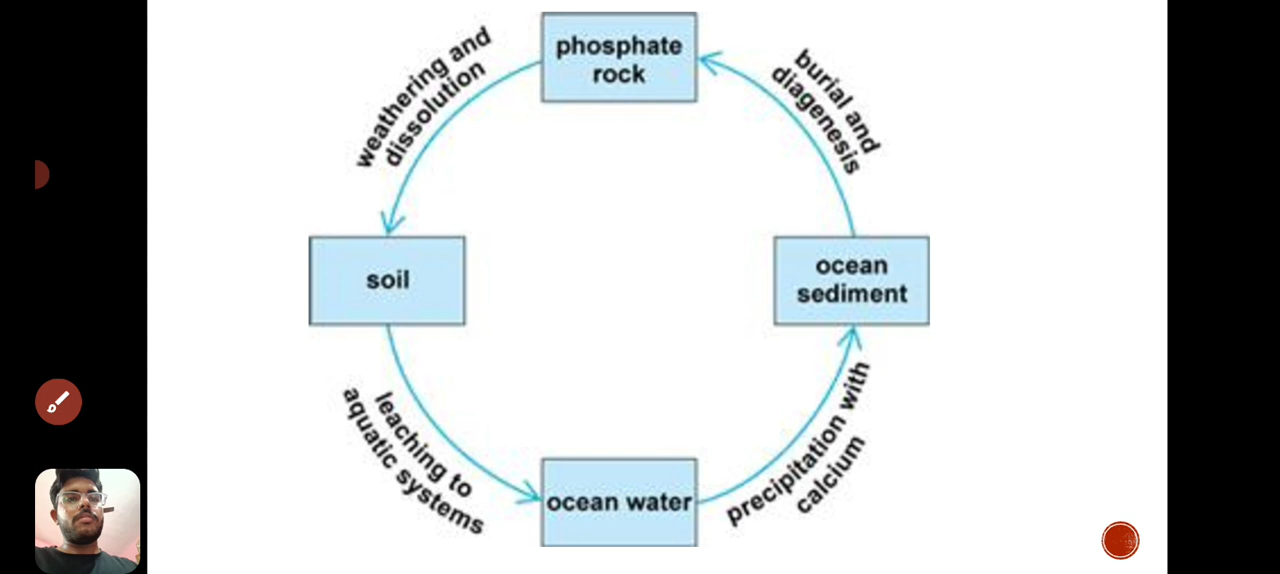 phosphate
rock
weathering and
dissolution
burial and
diagenesis
soil
ocean
sediment
leaching to
aquatic systems
precipitation with
calcium
ocean water